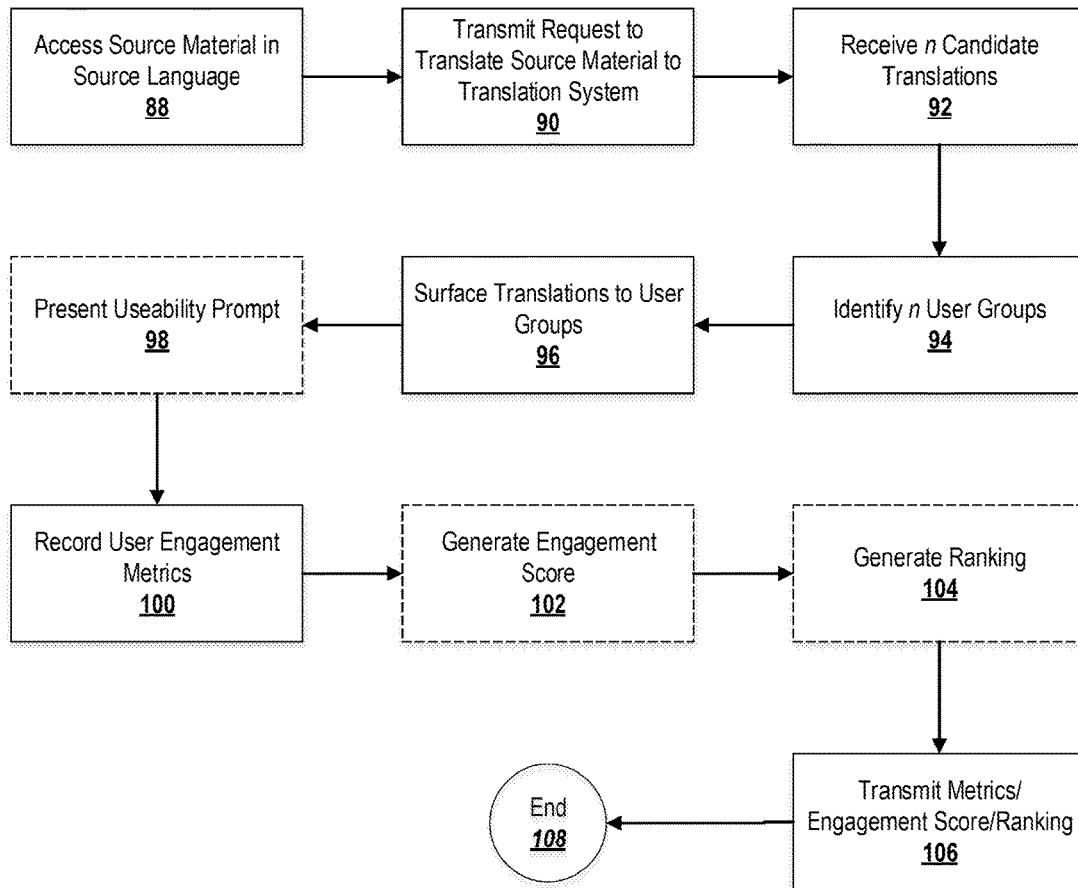 Access Source Material in
Source Language
88
Transmit Request to
Translate Source Material to
Translation System
90
Receive n Candidate
Translations
92
Identify n User Groups
94
Surface Translations to User
Groups
96
Present Useability Prompt
98
Record User Engagement
Metrics
100
Generate Engagement
Score
102
Generate Ranking
104
Transmit Metrics/
Engagement Score/Ranking
106
End
108